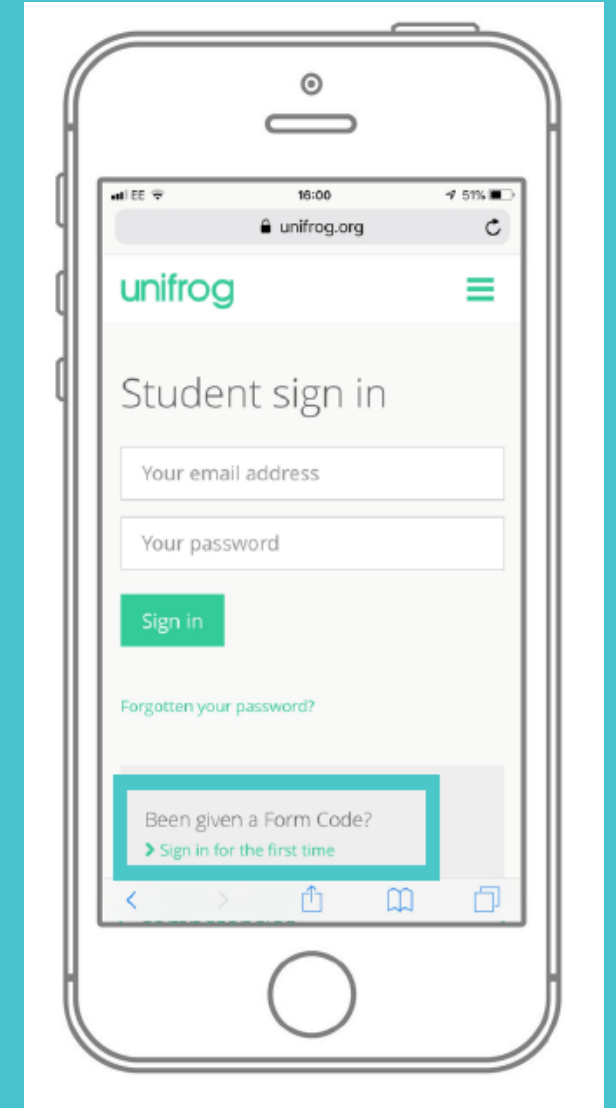 EE 16:00 51%
unifrog.org
unifrog
Student sign in
Your email address
Your password
Sign in
Forgotten your password?
Been given a Form Code?
Sign in for the first time